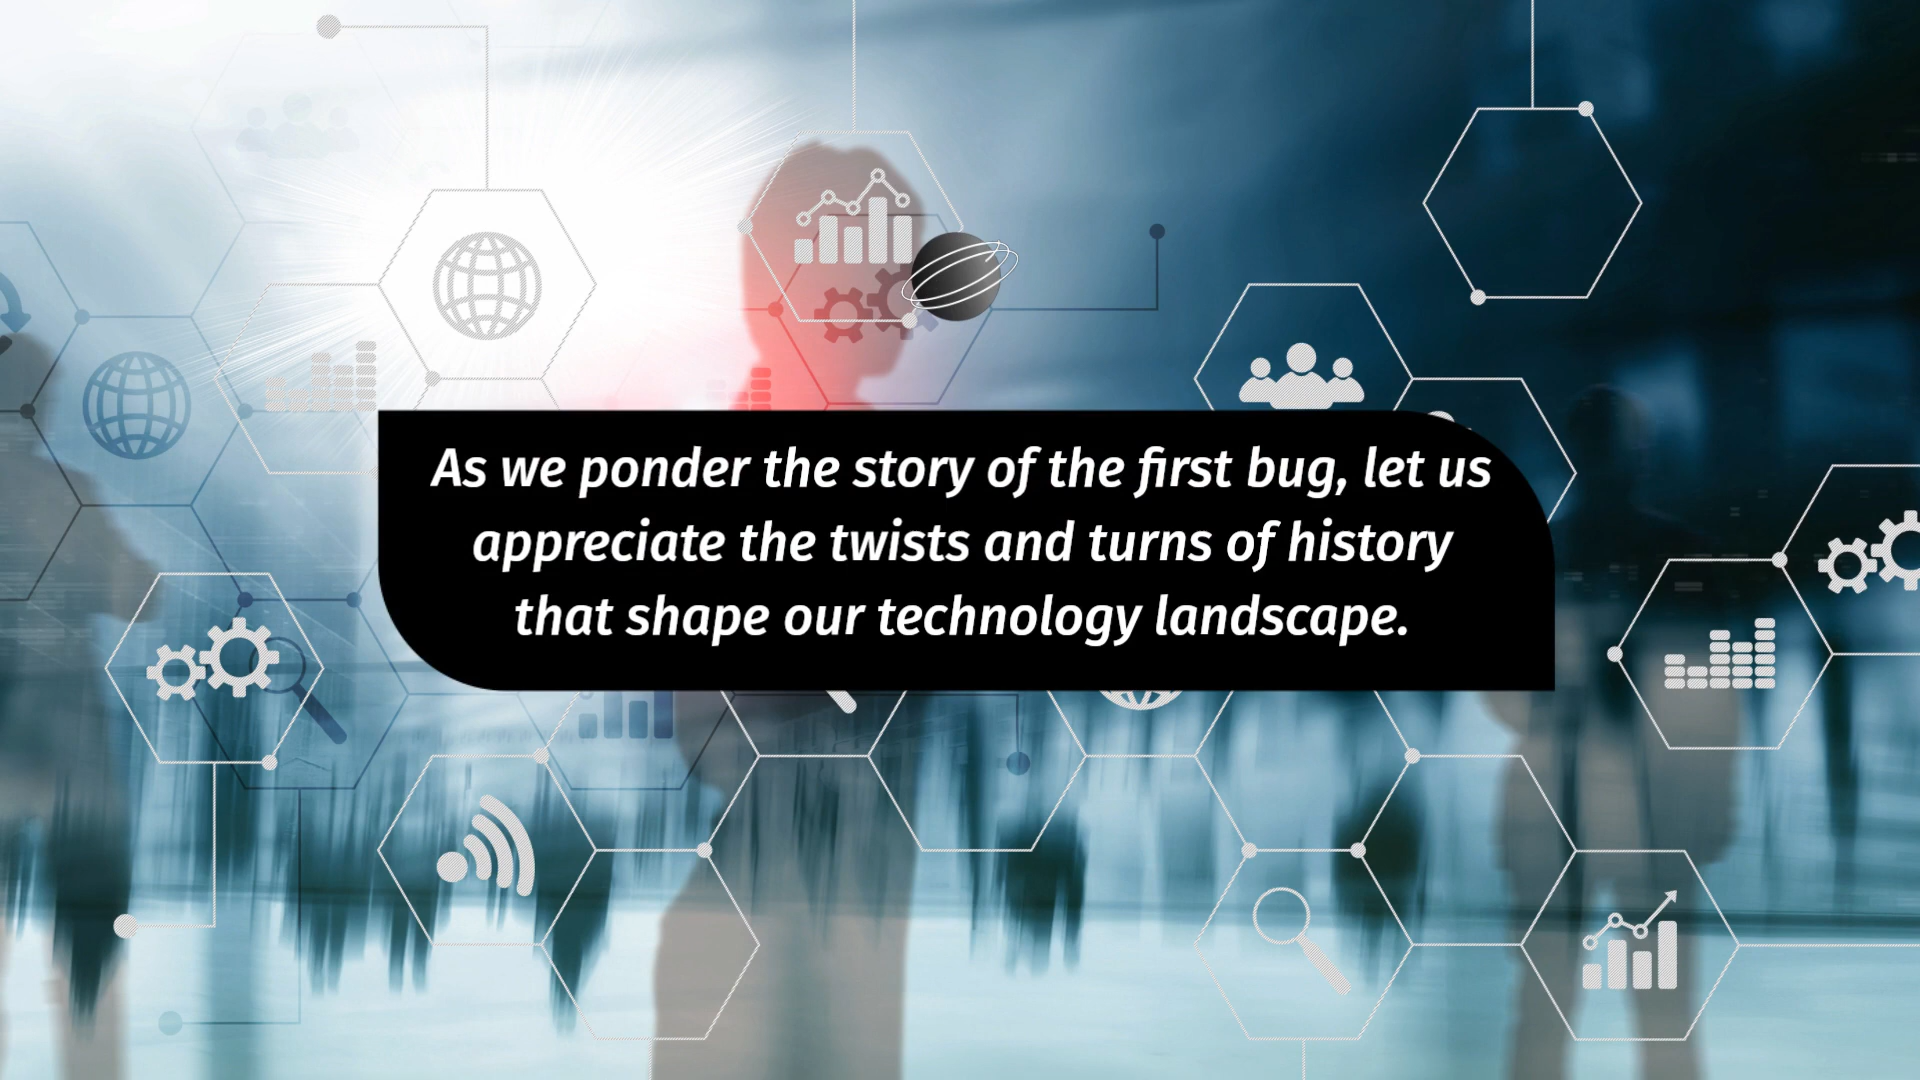 As we ponder the story of the first bug, let us
appreciate the twists and turns of history
that shape our technology landscape.